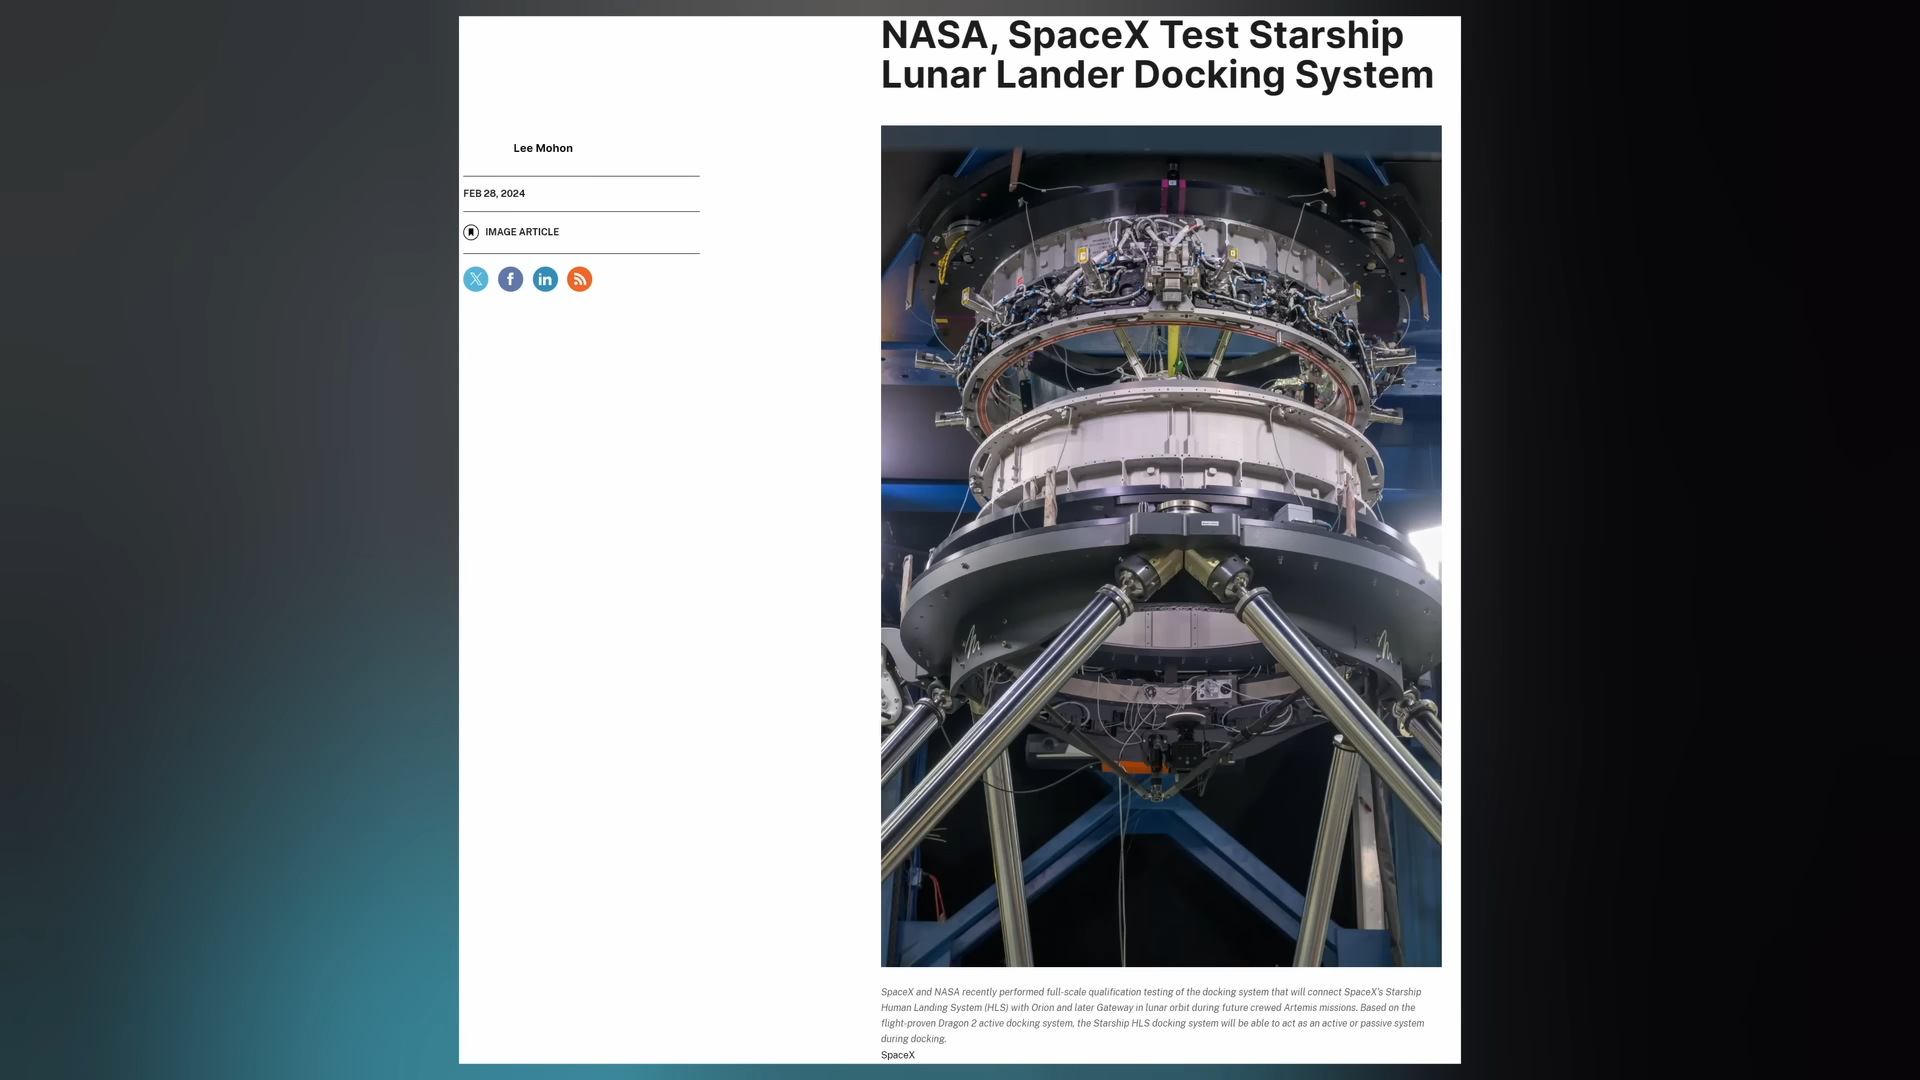 NASA, SpaceX Test Starship
Lunar Lander Docking System
Lee Mohon
FEB 28, 2024
IMAGE ARTICLE
SpaceX and NASA recently performed full-scale qualification testing of the docking system that will connect SpaceX's Starship
Human Landing System (HLS) with Orion and later Gateway in lunar orbit during future crewed Artemis missions. Based on the
flight-proven Dragon 2 active docking system, the Starship HLS docking system will be able to act as an active or passive system
during docking.
SpaceX